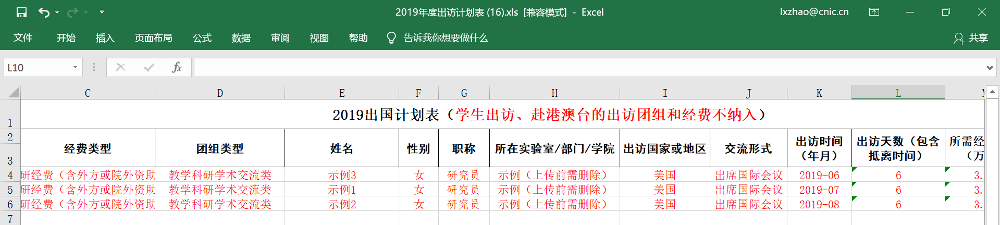 2019年度出访计划表 (16).xls [兼容模式] - Excel
lxzhao@cnic.cn
文件 开始 插入 页面布局 公式 数据 审阅 视图 帮助 告诉我你想要做什么 共享
L10 fx
C D E F G H I J K L
1 2019出国计划表（学生出访、赴港澳台的出访团组和经费不纳入）
2 经费类型 团组类型 姓名 性别 职称 所在实验室/部门/学院 出访国家或地区 交流形式 出访时间 出访天数（包含 所需经
3 （年月） 抵离时间） （万
4 研经费（含外方或院外资助 教学科研学术交流类 示例3 女 研究员 示例（上传前需删除） 美国 出席国际会议 2019-06 6 3.
5 研经费（含外方或院外资助 教学科研学术交流类 示例1 女 研究员 示例（上传前需删除） 美国 出席国际会议 2019-07 6 3.
6 研经费（含外方或院外资助 教学科研学术交流类 示例2 女 研究员 示例（上传前需删除） 美国 出席国际会议 2019-08 6 3.
7